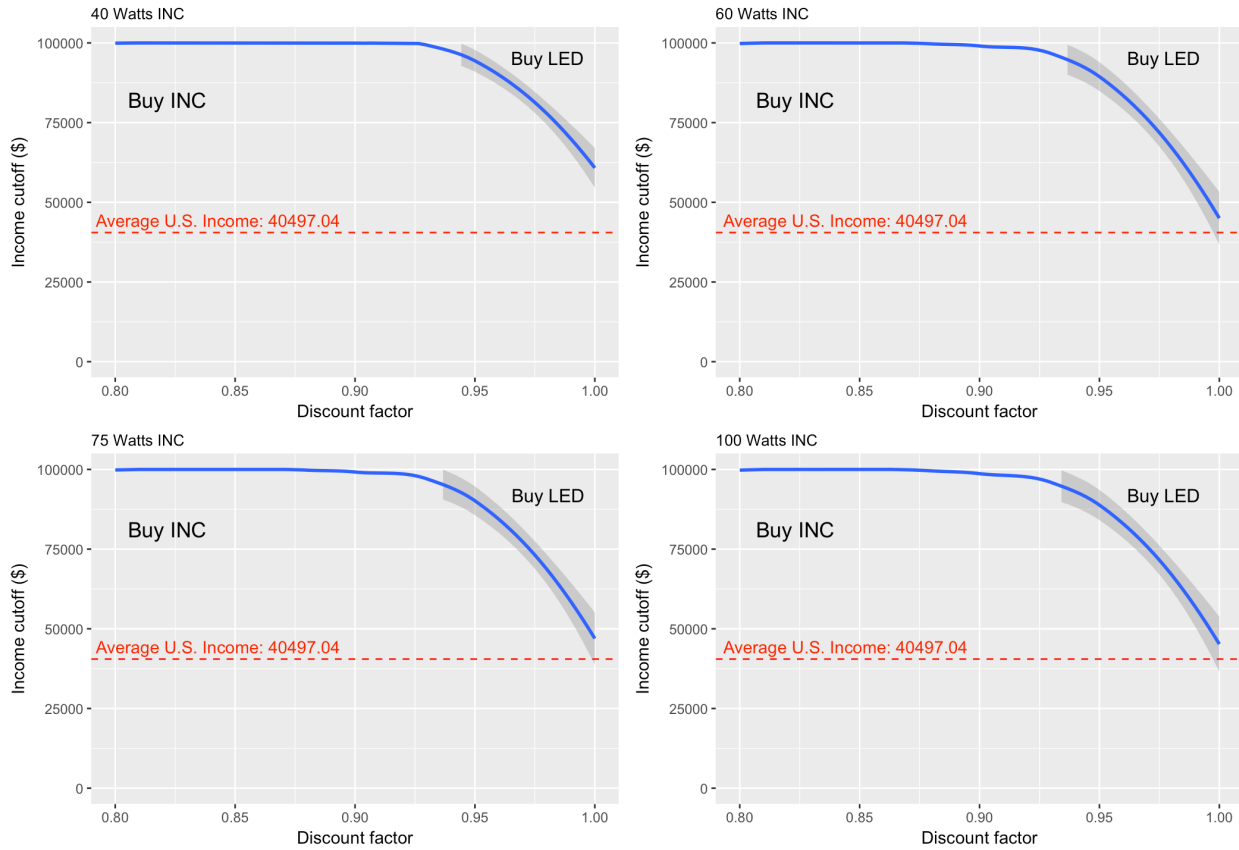 40 Watts INC
Income cutoff ($)
100000
75000
50000
25000
0
Buy LED
Buy INC
Average U.S. Income: 40497.04
0.80 0.85 0.90 0.95 1.00
Discount factor
60 Watts INC
Income cutoff ($)
100000
75000
50000
25000
0
Buy LED
Buy INC
Average U.S. Income: 40497.04
0.80 0.85 0.90 0.95 1.00
Discount factor
75 Watts INC
Income cutoff ($)
100000
75000
50000
25000
0
Buy LED
Buy INC
Average U.S. Income: 40497.04
0.80 0.85 0.90 0.95 1.00
Discount factor
100 Watts INC
Income cutoff ($)
100000
75000
50000
25000
0
Buy LED
Buy INC
Average U.S. Income: 40497.04
0.80 0.85 0.90 0.95 1.00
Discount factor